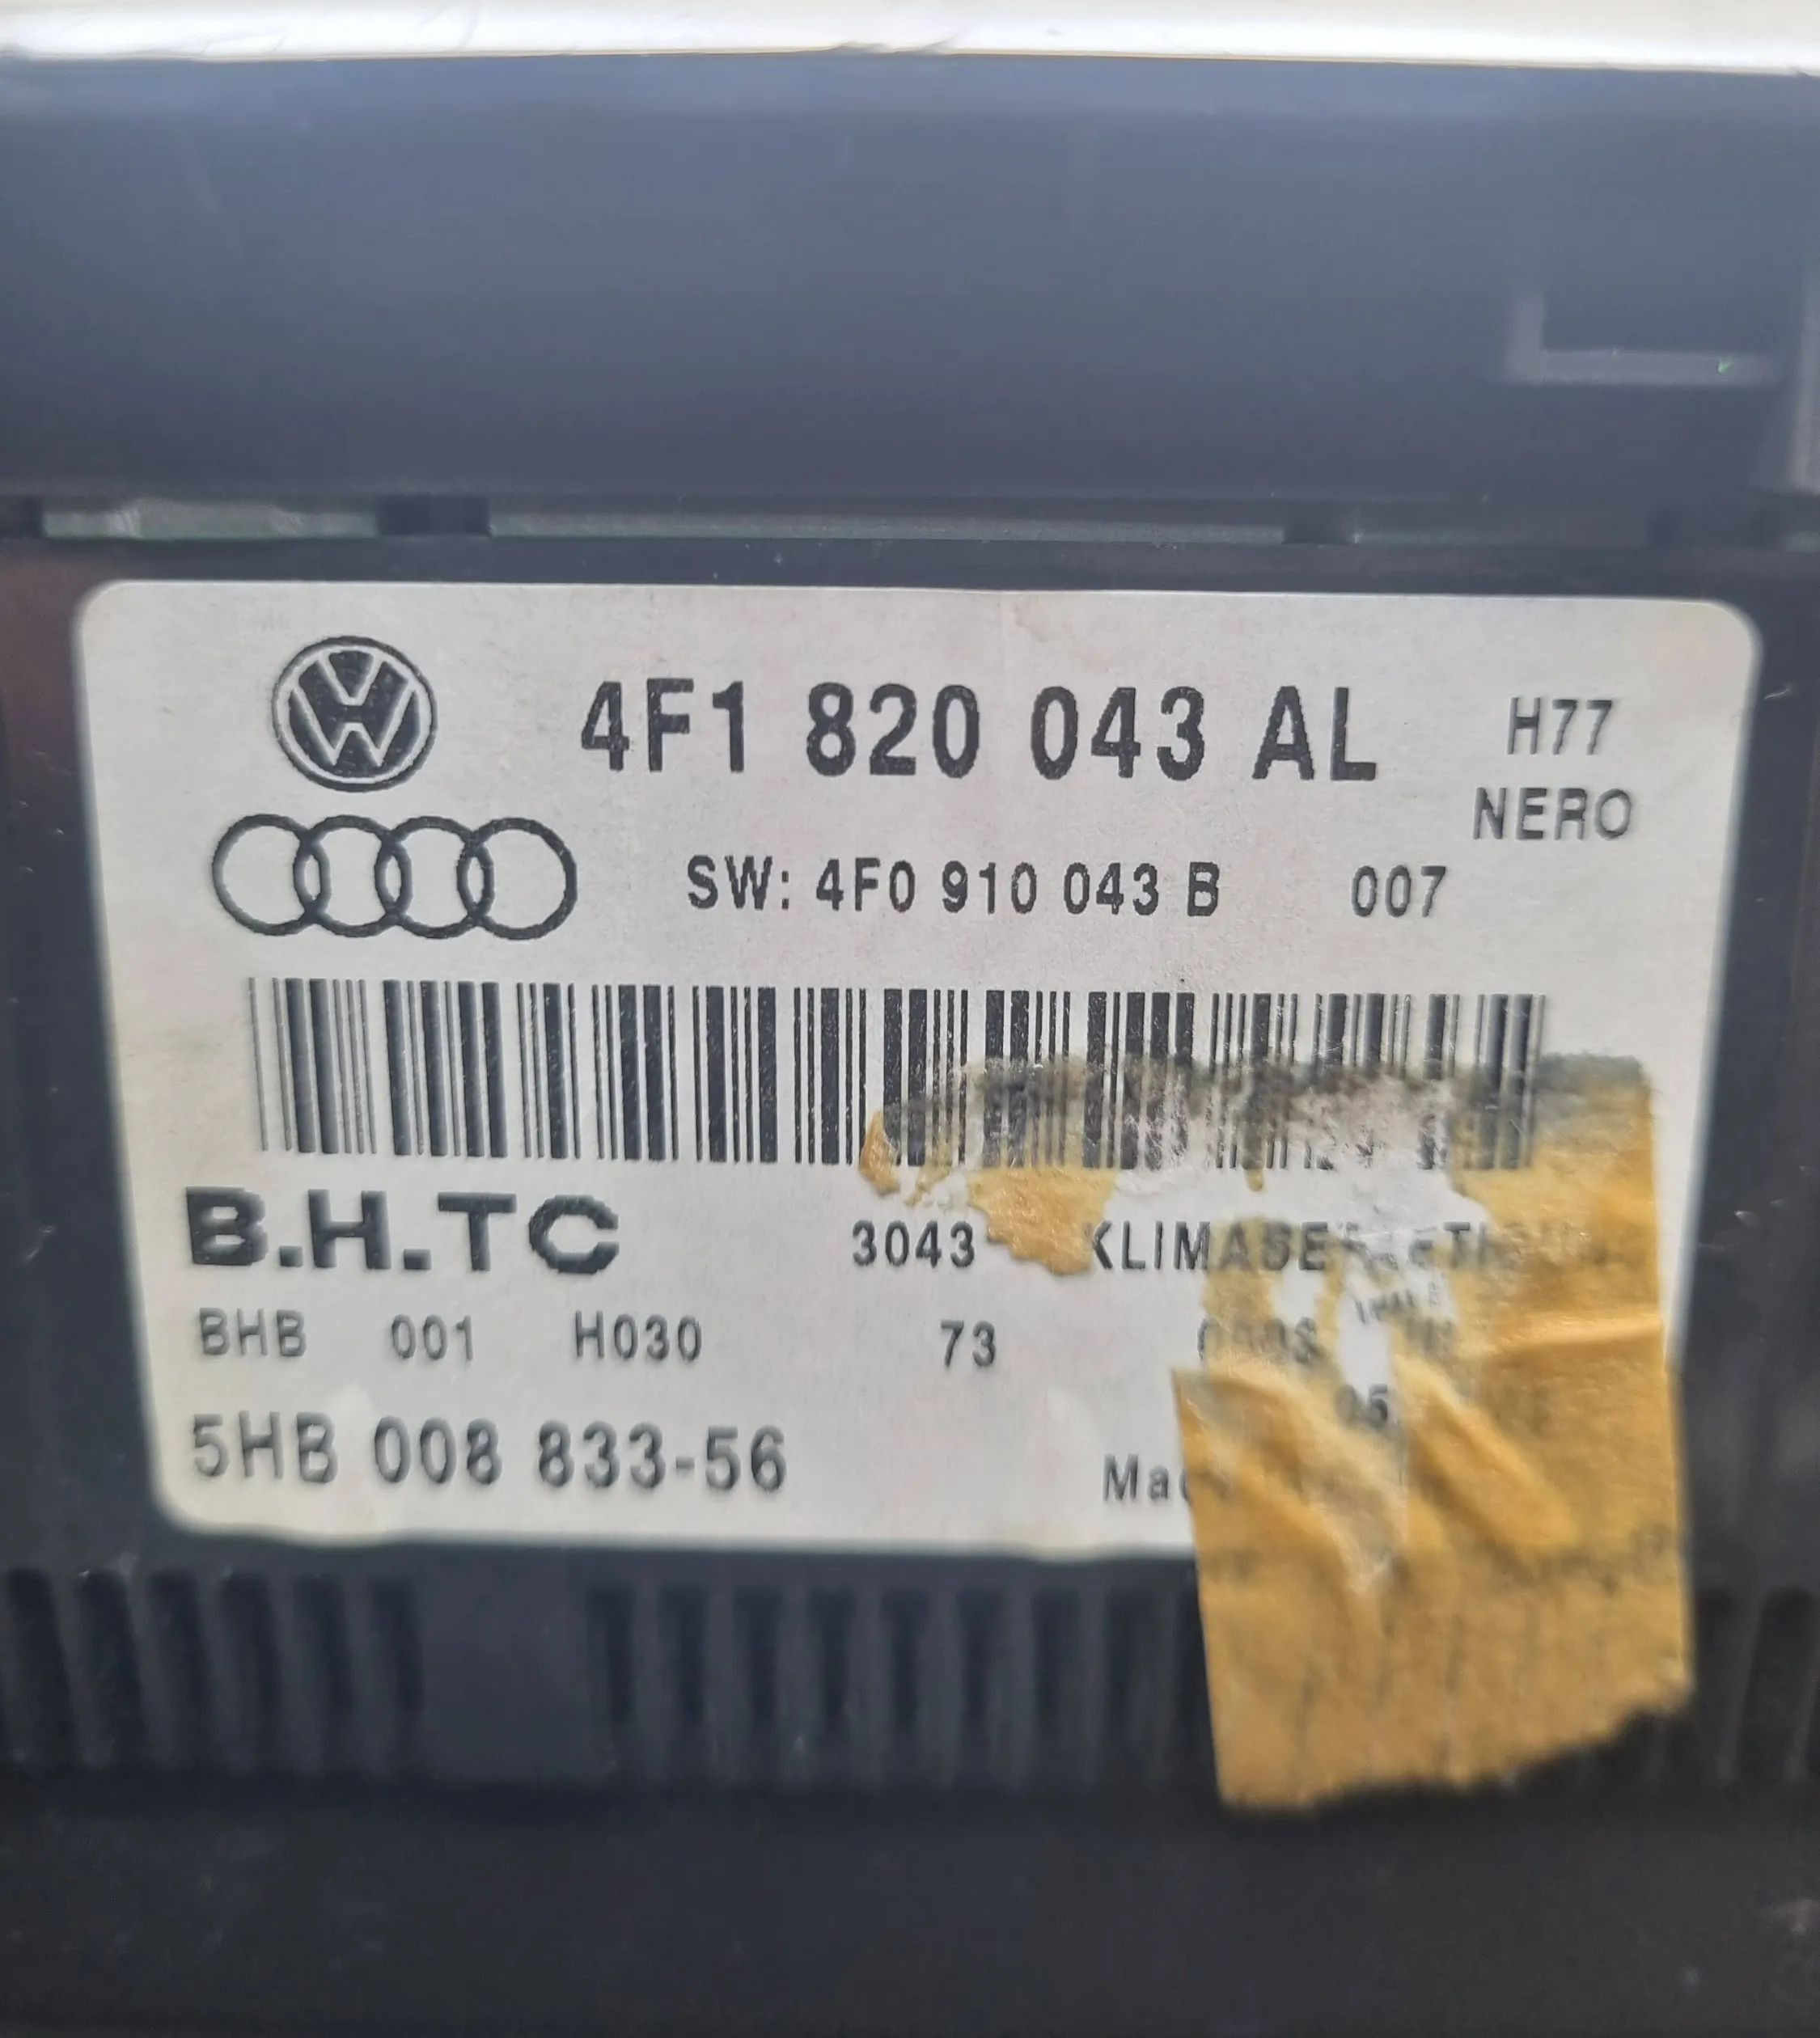 4F1 820 043 AL H77
NERO
SW: 4F0 910 043 B 007
B.H.TC 3043
BHB 001 H030 73
5HB 008 833-56